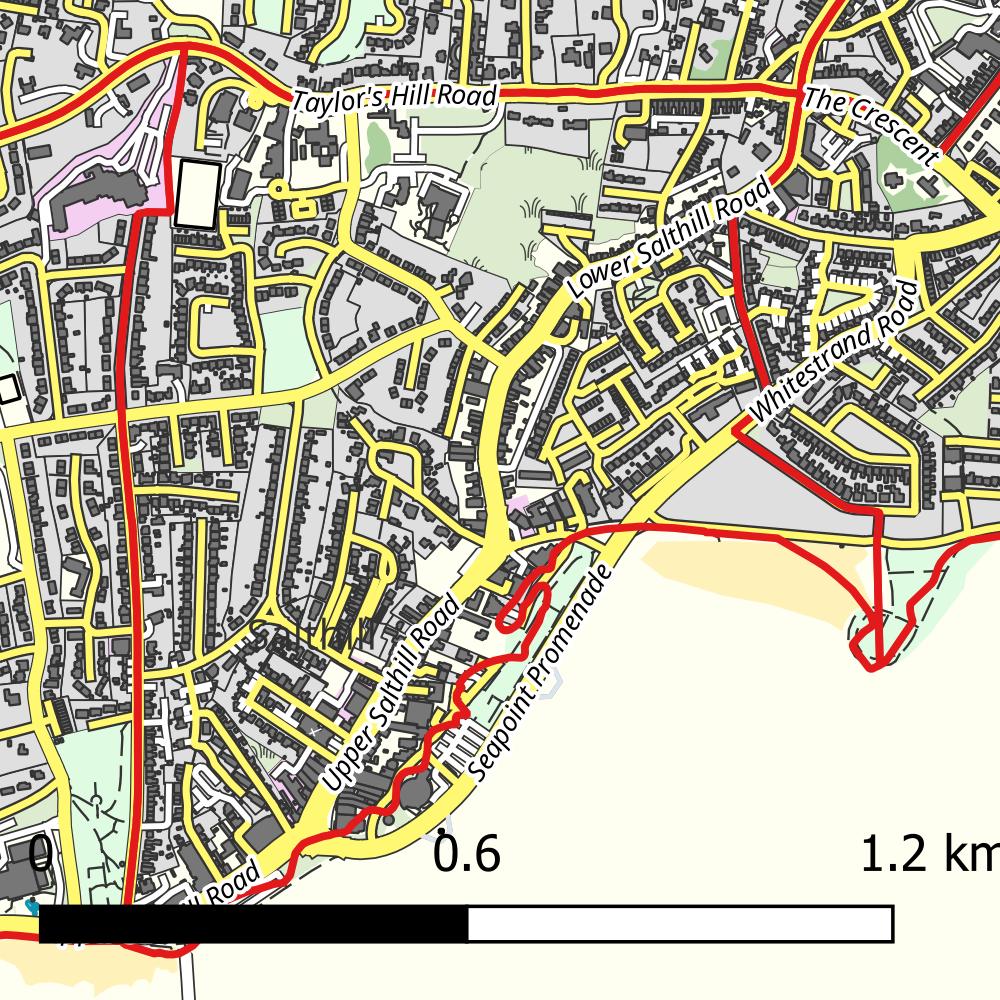 Taylor's Hill Road
The Crescent
Lower Salthill Road
Whitestrand Road
Salthill
Upper Salthill Road
Seapoint Promenade
ll Road
0
0.6
1.2 km